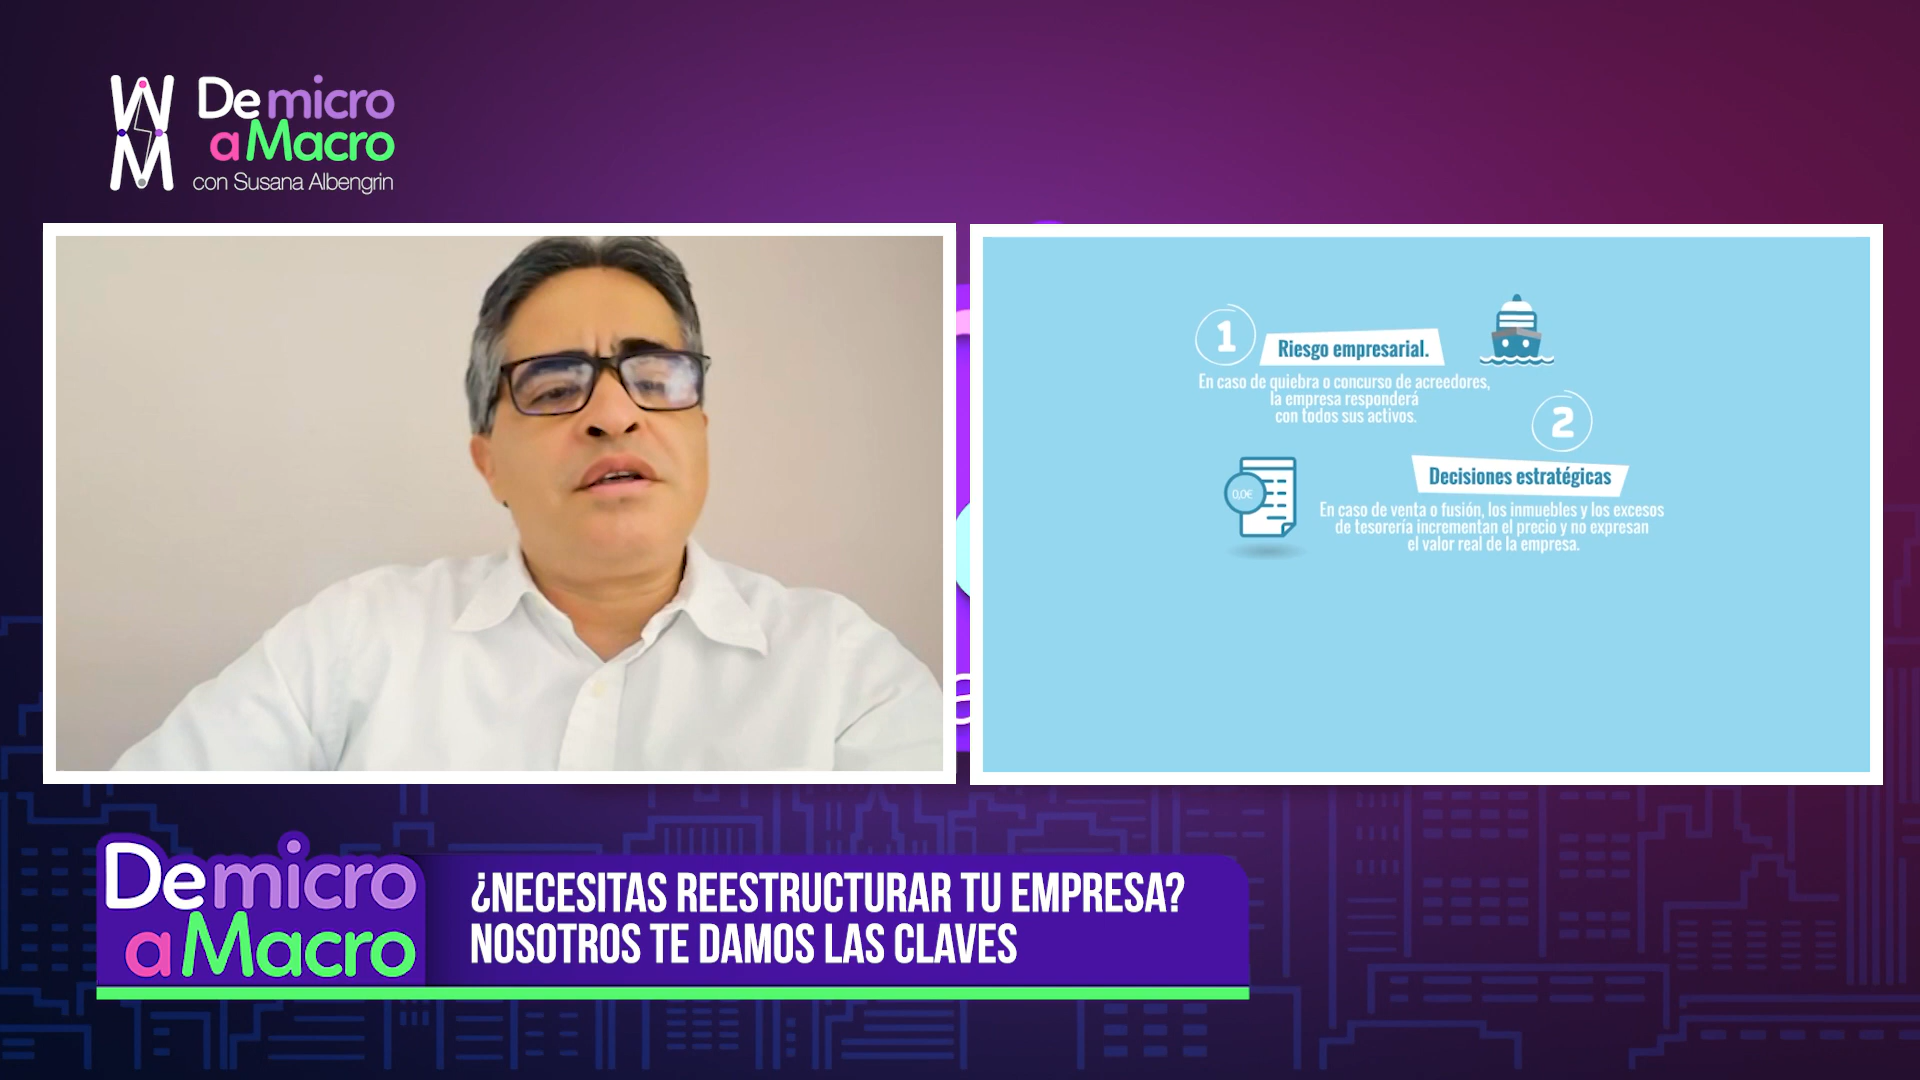 WM
De micro
a Macro
con Susana Albengrin
1
Riesgo empresarial.
En caso de quiebra o concurso de acreedores,
la empresa responderá
con todos sus activos.
2
Decisiones estratégicas
0,0€
En caso de venta o fusión, los inmuebles y los excesos
de tesorería incrementan el precio y no expresan
el valor real de la empresa.
De micro
a Macro
¿NECESITAS REESTRUCTURAR TU EMPRESA?
NOSOTROS TE DAMOS LAS CLAVES